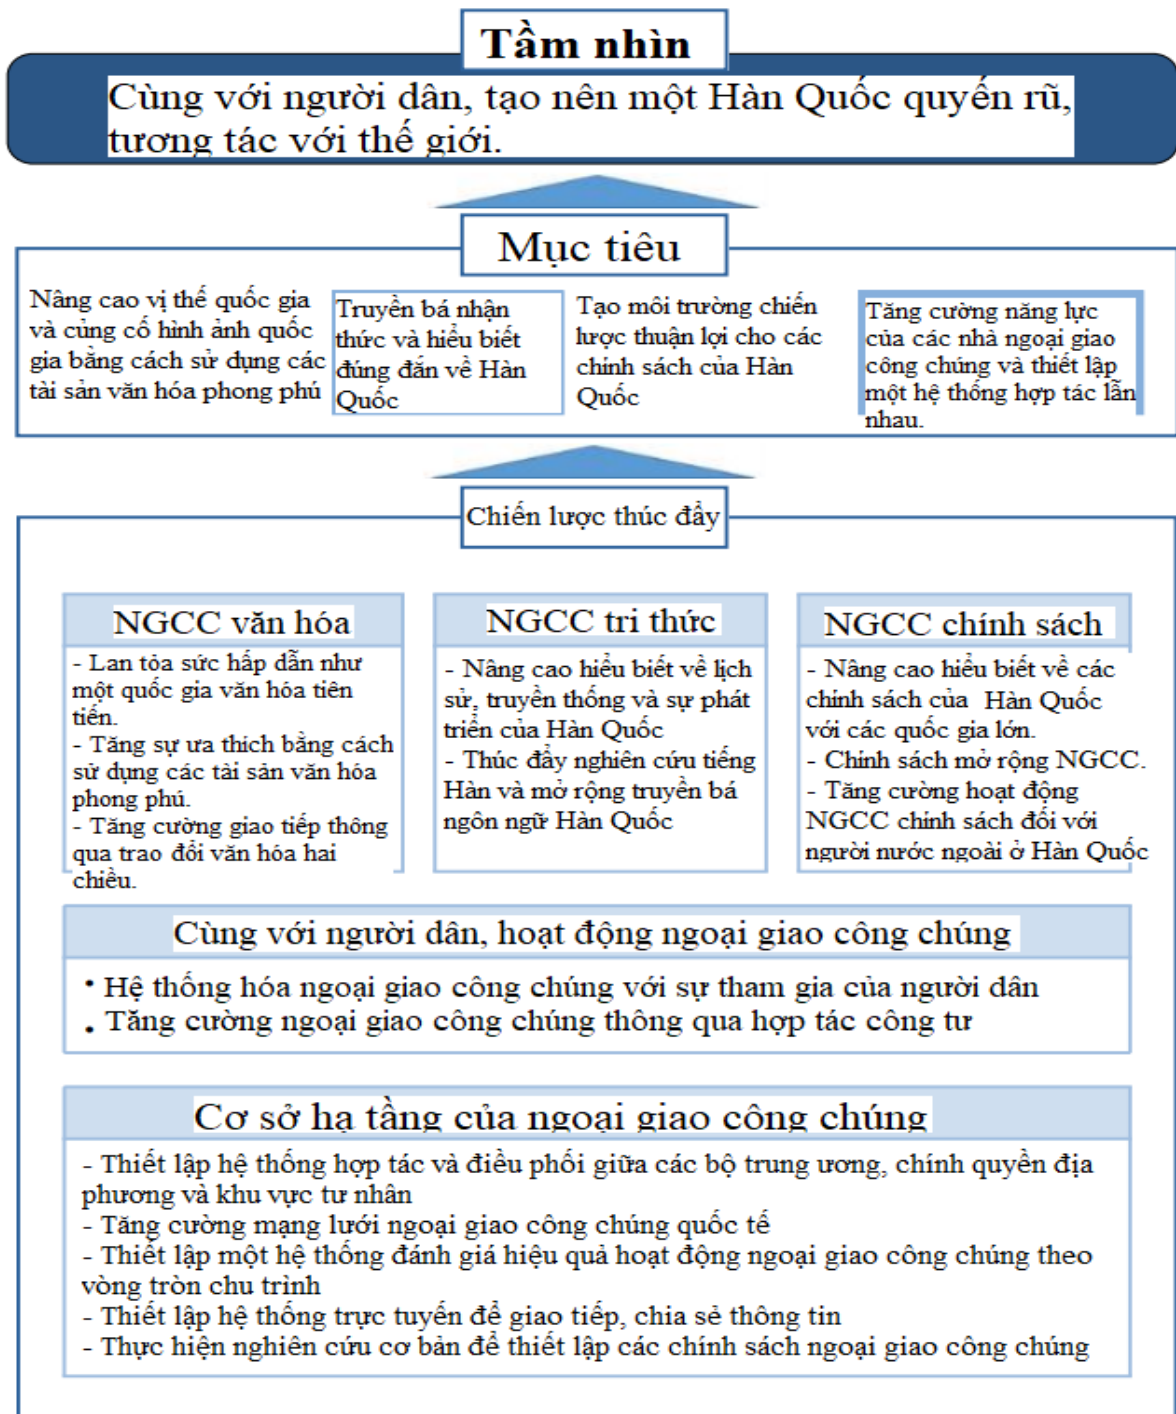 Tầm nhìn
Cùng với người dân, tạo nên một Hàn Quốc quyến rũ,
tương tác với thế giới.
Mục tiêu
Nâng cao vị thế quốc gia
và củng cố hình ảnh quốc
gia bằng cách sử dụng các
tài sản văn hóa phong phú
Truyền bá nhận
thức và hiểu biết
đúng đắn về Hàn
Quốc
Tạo môi trường chiến
lược thuận lợi cho các
chính sách của Hàn
Quốc
Tăng cường năng lực
của các nhà ngoại giao
công chúng và thiết lập
một hệ thống hợp tác lẫn
nhau.
Chiến lược thúc đẩy
NGCC văn hóa
- Lan tỏa sức hấp dẫn như
một quốc gia văn hóa tiên
tiến.
- Tăng sự ưa thích bằng cách
sử dụng các tài sản văn hóa
phong phú.
- Tăng cường giao tiếp thông
qua trao đổi văn hóa hai
chiều.
NGCC tri thức
- Nâng cao hiểu biết về lịch
sử, truyền thống và sự phát
triển của Hàn Quốc
- Thúc đẩy nghiên cứu tiếng
Hàn và mở rộng truyền bá
ngôn ngữ Hàn Quốc
NGCC chính sách
- Nâng cao hiểu biết về các
chính sách của Hàn Quốc
với các quốc gia lớn.
- Chính sách mở rộng NGCC.
- Tăng cường hoạt động
NGCC chính sách đối với
người nước ngoài ở Hàn Quốc
Cùng với người dân, hoạt động ngoại giao công chúng
• Hệ thống hóa ngoại giao công chúng với sự tham gia của người dân
• Tăng cường ngoại giao công chúng thông qua hợp tác công tư
Cơ sở hạ tầng của ngoại giao công chúng
- Thiết lập hệ thống hợp tác và điều phối giữa các bộ trung ương, chính quyền địa
phương và khu vực tư nhân
- Tăng cường mạng lưới ngoại giao công chúng quốc tế
- Thiết lập một hệ thống đánh giá hiệu quả hoạt động ngoại giao công chúng theo
vòng tròn chu trình
- Thiết lập hệ thống trực tuyến để giao tiếp, chia sẻ thông tin
- Thực hiện nghiên cứu cơ bản để thiết lập các chính sách ngoại giao công chúng